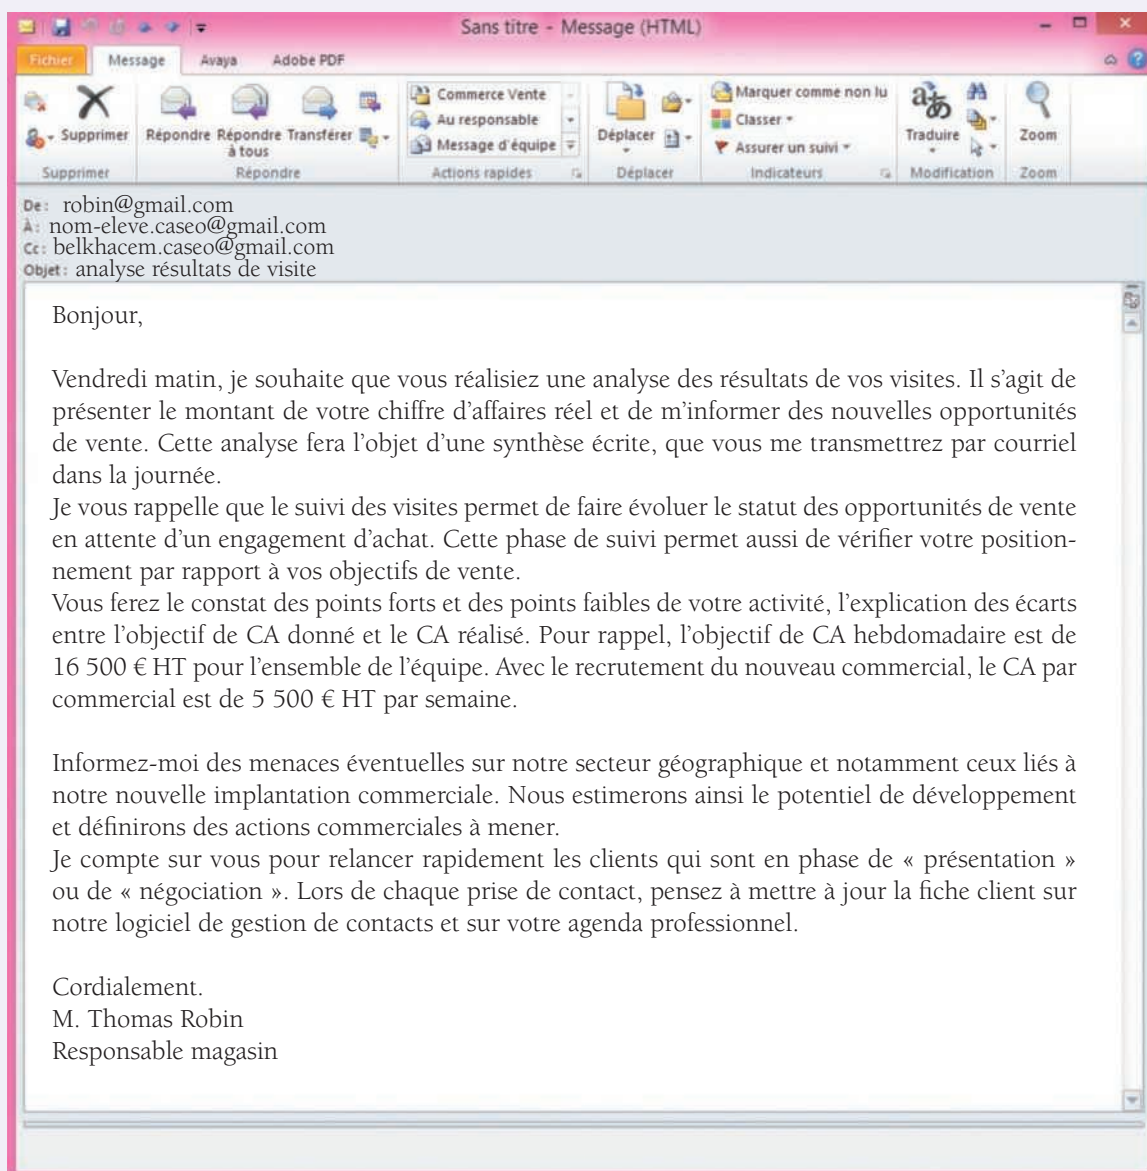 Sans titre - Message (HTML)
Fichier Message Avaya Adobe PDF
Commerce Vente
Marquer comme non lu
Au responsable
Classer
Supprimer Répondre Répondre Transférer
à tous
Message d'équipe
Déplacer
Assurer un suivi
Traduire
Zoom
Supprimer Répondre Actions rapides Déplacer Indicateurs Modification Zoom
De : robin@gmail.com
À : nom-eleve.caseo@gmail.com
Cc : belkhacem.caseo@gmail.com
Objet : analyse résultats de visite
Bonjour,
Vendredi matin, je souhaite que vous réalisiez une analyse des résultats de vos visites. Il s'agit de
présenter le montant de votre chiffre d'affaires réel et de m'informer des nouvelles opportunités
de vente. Cette analyse fera l'objet d'une synthèse écrite, que vous me transmettrez par courriel
dans la journée.
Je vous rappelle que le suivi des visites permet de faire évoluer le statut des opportunités de vente
en attente d'un engagement d'achat. Cette phase de suivi permet aussi de vérifier votre position-
nement par rapport à vos objectifs de vente.
Vous ferez le constat des points forts et des points faibles de votre activité, l'explication des écarts
entre l'objectif de CA donné et le CA réalisé. Pour rappel, l'objectif de CA hebdomadaire est de
16 500 € HT pour l'ensemble de l'équipe. Avec le recrutement du nouveau commercial, le CA par
commercial est de 5 500 € HT par semaine.
Informez-moi des menaces éventuelles sur notre secteur géographique et notamment ceux liés à
notre nouvelle implantation commerciale. Nous estimerons ainsi le potentiel de développement
et définirons des actions commerciales à mener.
Je compte sur vous pour relancer rapidement les clients qui sont en phase de « présentation »
ou de « négociation ». Lors de chaque prise de contact, pensez à mettre à jour la fiche client sur
notre logiciel de gestion de contacts et sur votre agenda professionnel.
Cordialement.
M. Thomas Robin
Responsable magasin